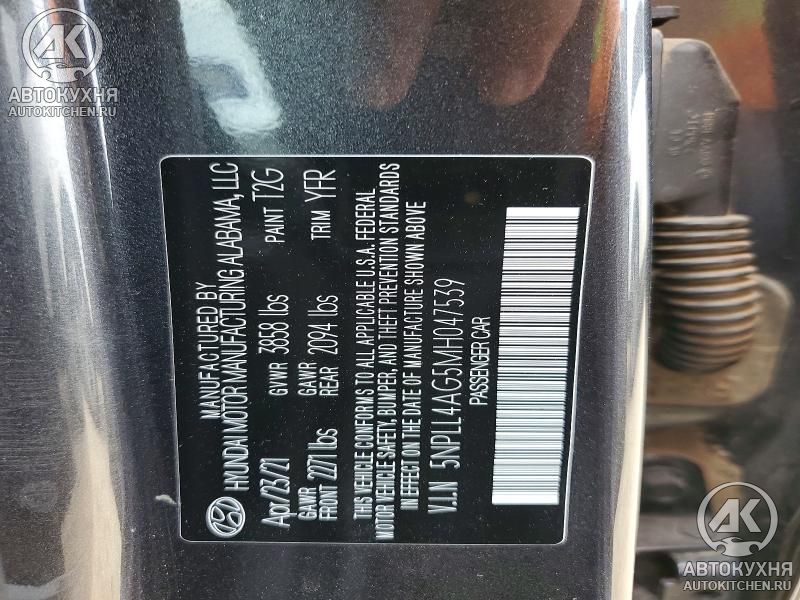 АВТОКУХНЯ
AUTOKITCHEN.RU
MANUFACTURED BY
HYUNDAI MOTOR MANUFACTURING ALABAMA, LLC
Apr/23/21 GVWR 3858 lbs PAINT T2G
GAWR FRONT 2271 lbs GAWR REAR 2094 lbs TRIM YFR
THIS VEHICLE CONFORMS TO ALL APPLICABLE U.S.A. FEDERAL
MOTOR VEHICLE SAFETY, BUMPER, AND THEFT PREVENTION STANDARDS
IN EFFECT ON THE DATE OF MANUFACTURE SHOWN ABOVE
V.I.N 5NPLL4AG5MH047539
PASSENGER CAR
АК
АВТОКУХНЯ
AUTOKITCHEN.RU